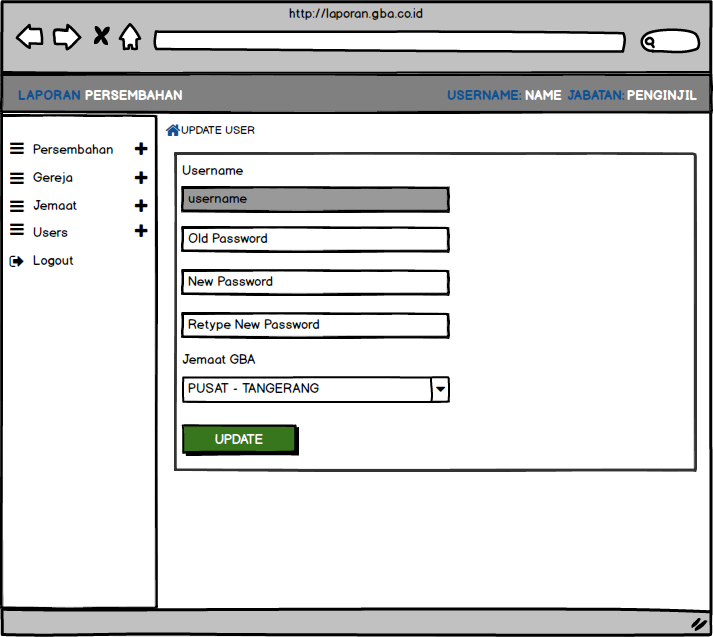 http://laporan.gba.co.id
LAPORAN PERSEMBAHAN
USERNAME: NAME JABATAN: PENGINJIL
UPDATE USER
Persembahan
Gereja
Jemaat
Users
Logout
Username
username
Old Password
New Password
Retype New Password
Jemaat GBA
PUSAT - TANGERANG
UPDATE